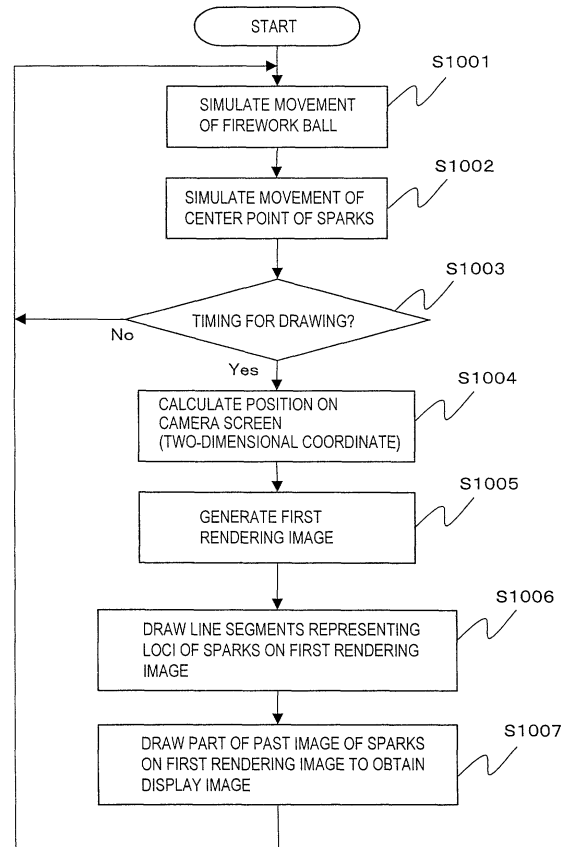 START
S1001
SIMULATE MOVEMENT
OF FIREWORK BALL
S1002
SIMULATE MOVEMENT OF
CENTER POINT OF SPARKS
S1003
TIMING FOR DRAWING?
No
Yes
S1004
CALCULATE POSITION ON
CAMERA SCREEN
(TWO-DIMENSIONAL COORDINATE)
S1005
GENERATE FIRST
RENDERING IMAGE
S1006
DRAW LINE SEGMENTS REPRESENTING
LOCI OF SPARKS ON FIRST RENDERING
IMAGE
S1007
DRAW PART OF PAST IMAGE OF SPARKS
ON FIRST RENDERING IMAGE TO OBTAIN
DISPLAY IMAGE